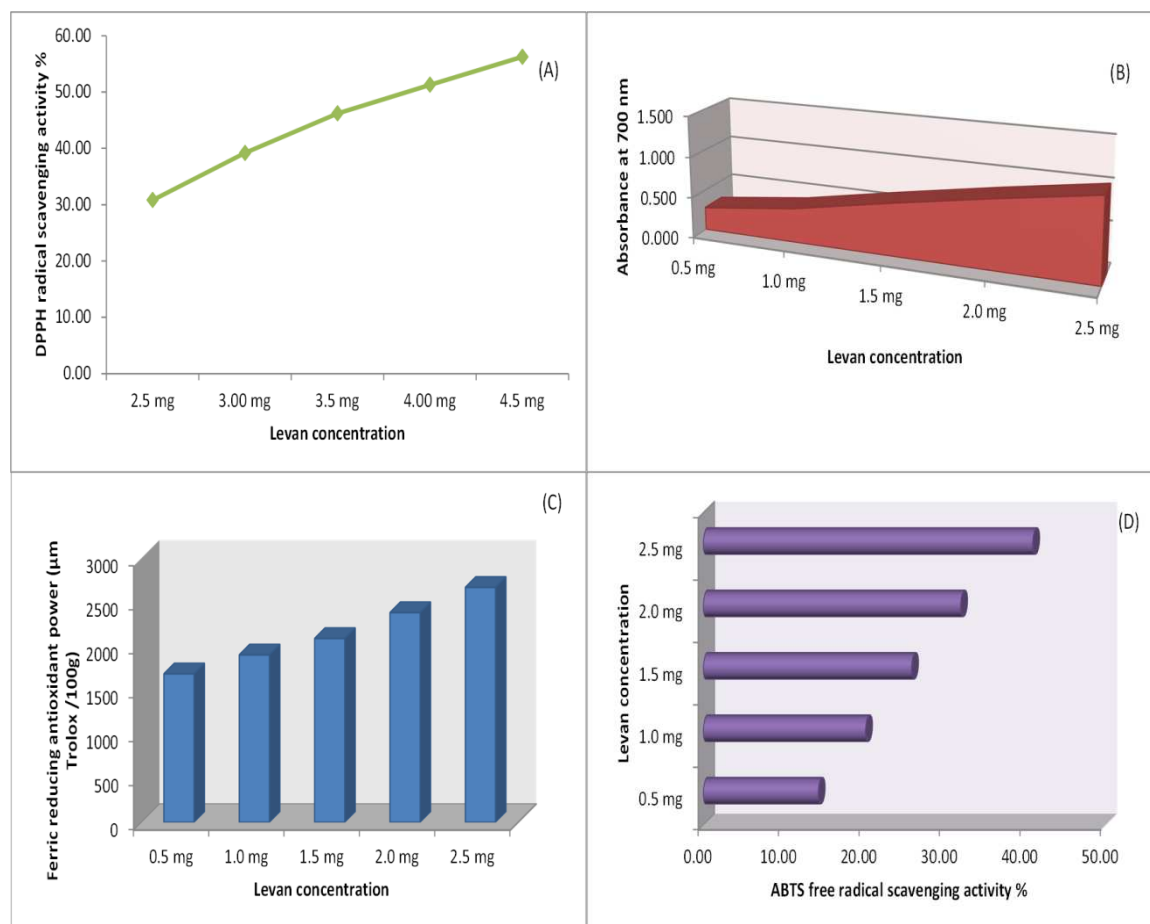 (A)
DPPH radical scavenging activity %
60.00
50.00
40.00
30.00
20.00
10.00
0.00
2.5 mg 3.00 mg 3.5 mg 4.00 mg 4.5 mg
Levan concentration
(B)
Absorbance at 700 nm
1.500
1.000
0.500
0.000
0.5 mg
1.0 mg
1.5 mg
2.0 mg
2.5 mg
Levan concentration
(C)
Ferric reducing antioxidant power (µm
Trolox /100g)
3000
2500
2000
1500
1000
500
0
0.5 mg 1.0 mg 1.5 mg 2.0 mg 2.5 mg
Levan concentration
(D)
Levan concentration
2.5 mg
2.0 mg
1.5 mg
1.0 mg
0.5 mg
0.00 10.00 20.00 30.00 40.00 50.00
ABTS free radical scavenging activity %